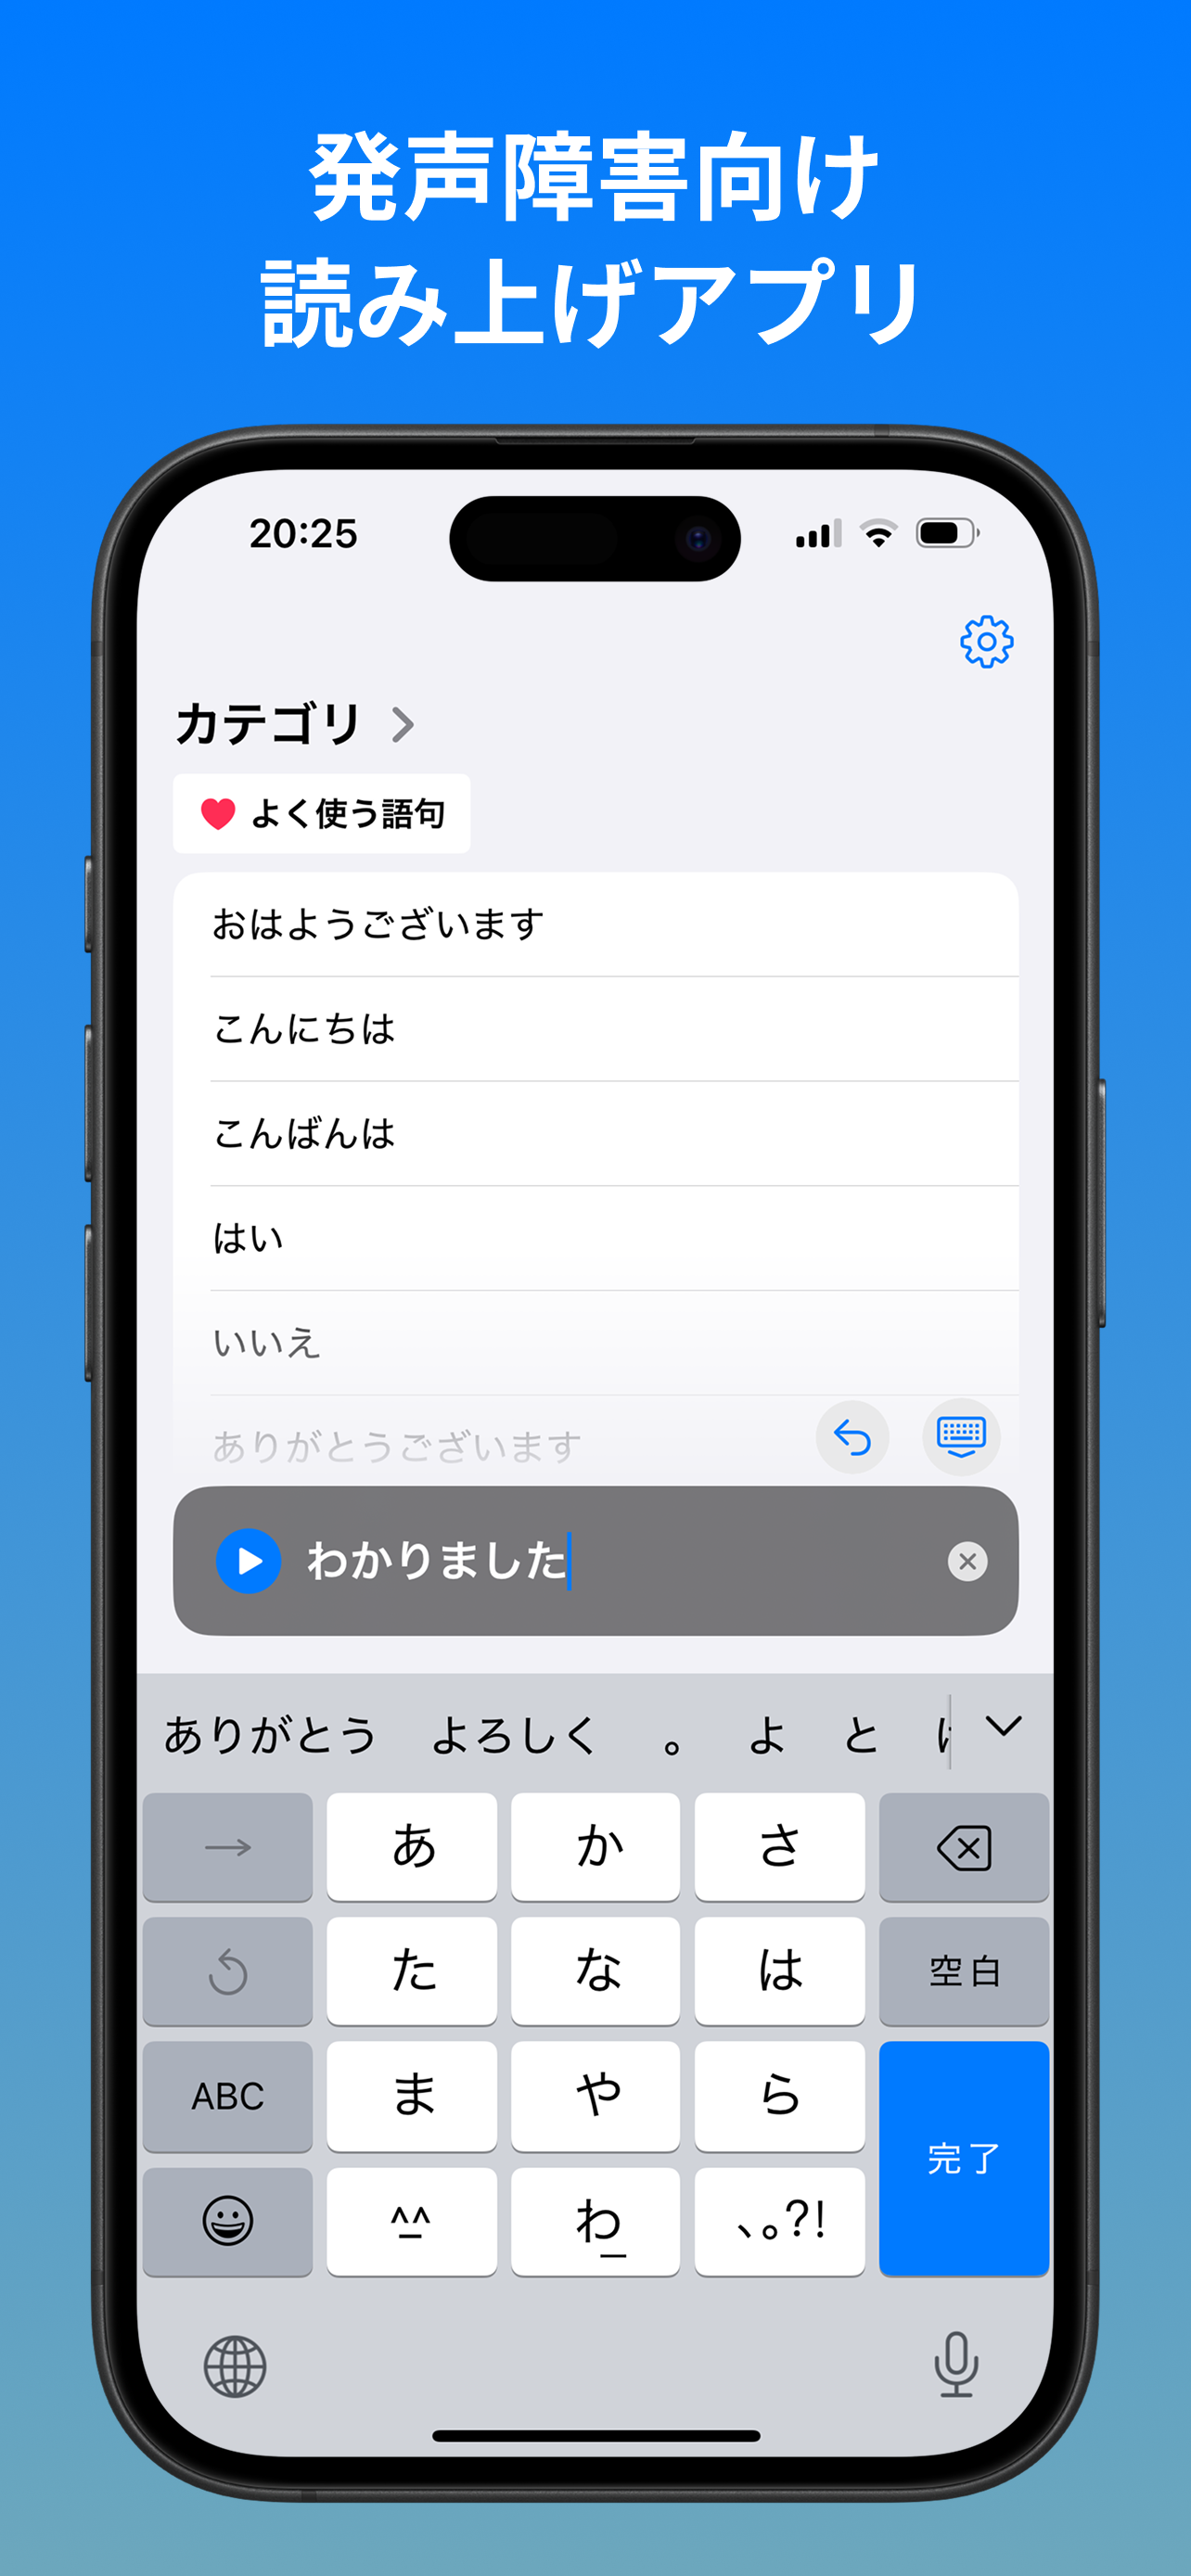 発声障害向け
読み上げアプリ
20:25
カテゴリ
よく使う語句
おはようございます
こんにちは
こんばんは
はい
いいえ
ありがとうございます
わかりました
ありがとう よろしく 。 よ と
→ あ か さ
た な は 空白
ABC ま や ら
完了
^^ わ 、。?!